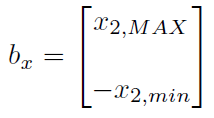 x_{2,MAX}
b_x =
-x_{2,min}